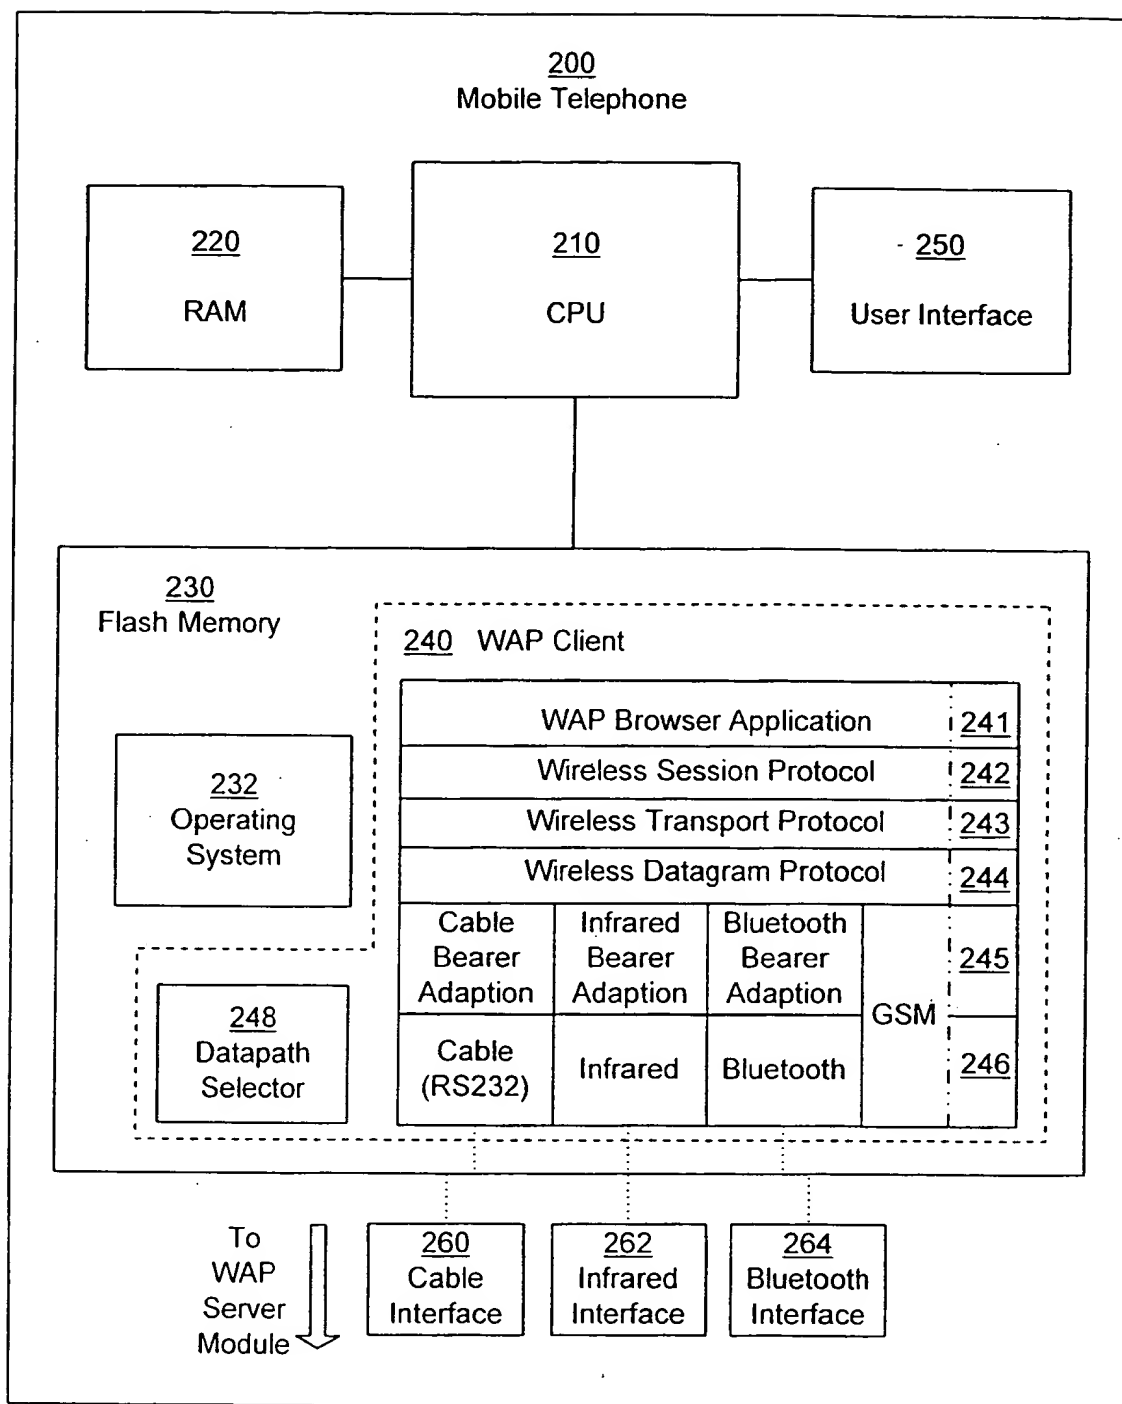 200
Mobile Telephone
220
RAM
210
CPU
250
User Interface
230
Flash Memory
240 WAP Client
WAP Browser Application 241
Wireless Session Protocol 242
Wireless Transport Protocol 243
Wireless Datagram Protocol 244
232
Operating
System
Cable
Bearer
Adaption
Infrared
Bearer
Adaption
Bluetooth
Bearer
Adaption
GSM
245
248
Datapath
Selector
Cable
(RS232)
Infrared
Bluetooth
246
To
WAP
Server
Module
260
Cable
Interface
262
Infrared
Interface
264
Bluetooth
Interface